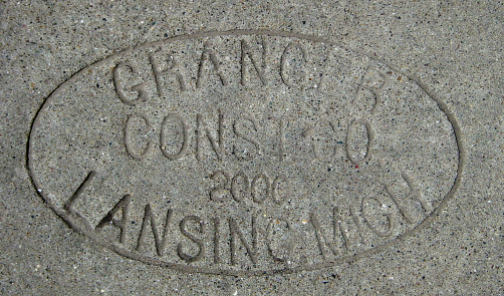 GRANGER
CONST CO
2000
LANSING, MICH